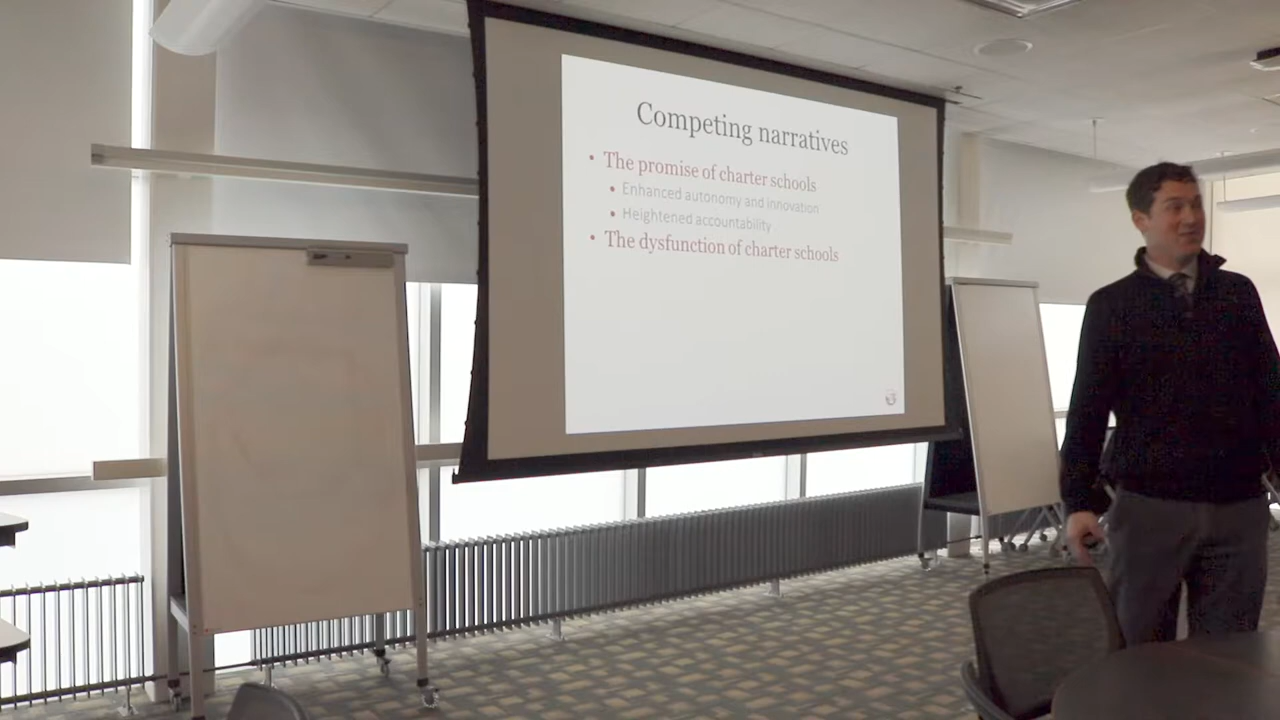 Competing narratives
• The promise of charter schools
• Enhanced autonomy and innovation
• Heightened accountability
• The dysfunction of charter schools